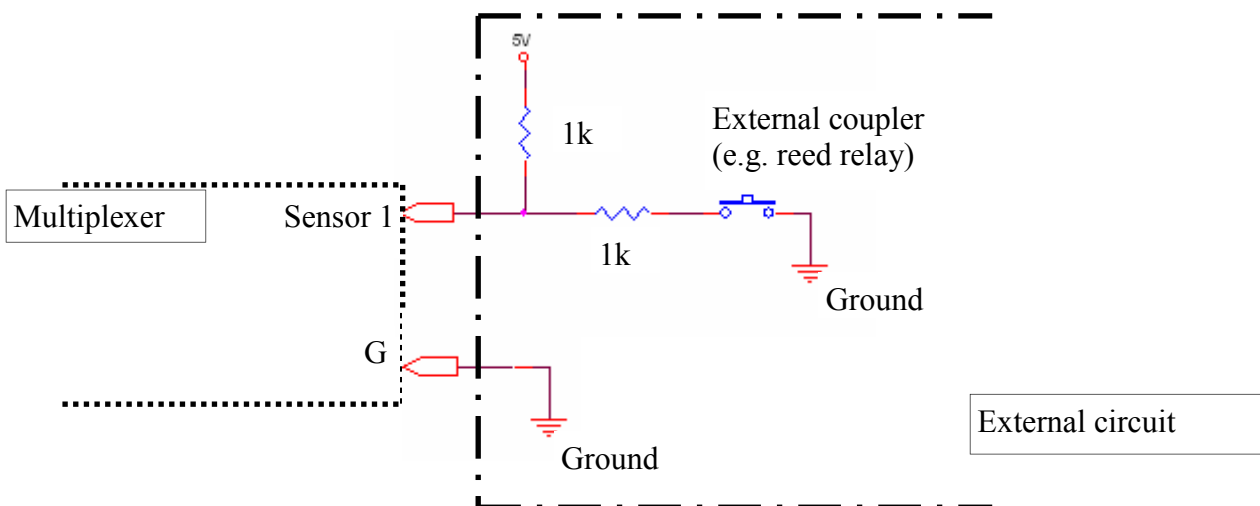 5V
1k
External coupler
(e.g. reed relay)
Multiplexer
Sensor 1
1k
Ground
G
External circuit
Ground